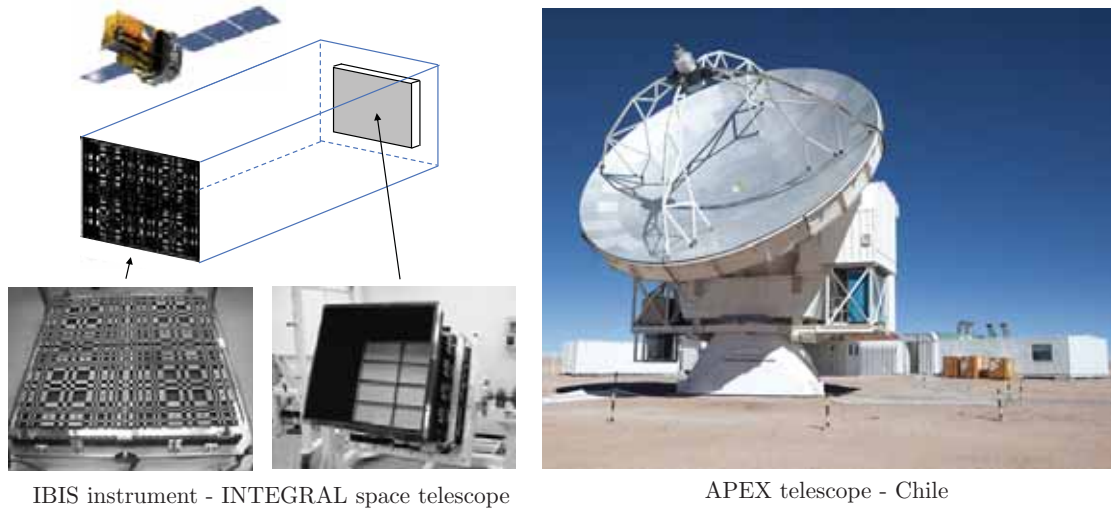 IBIS instrument - INTEGRAL space telescope
APEX telescope - Chile